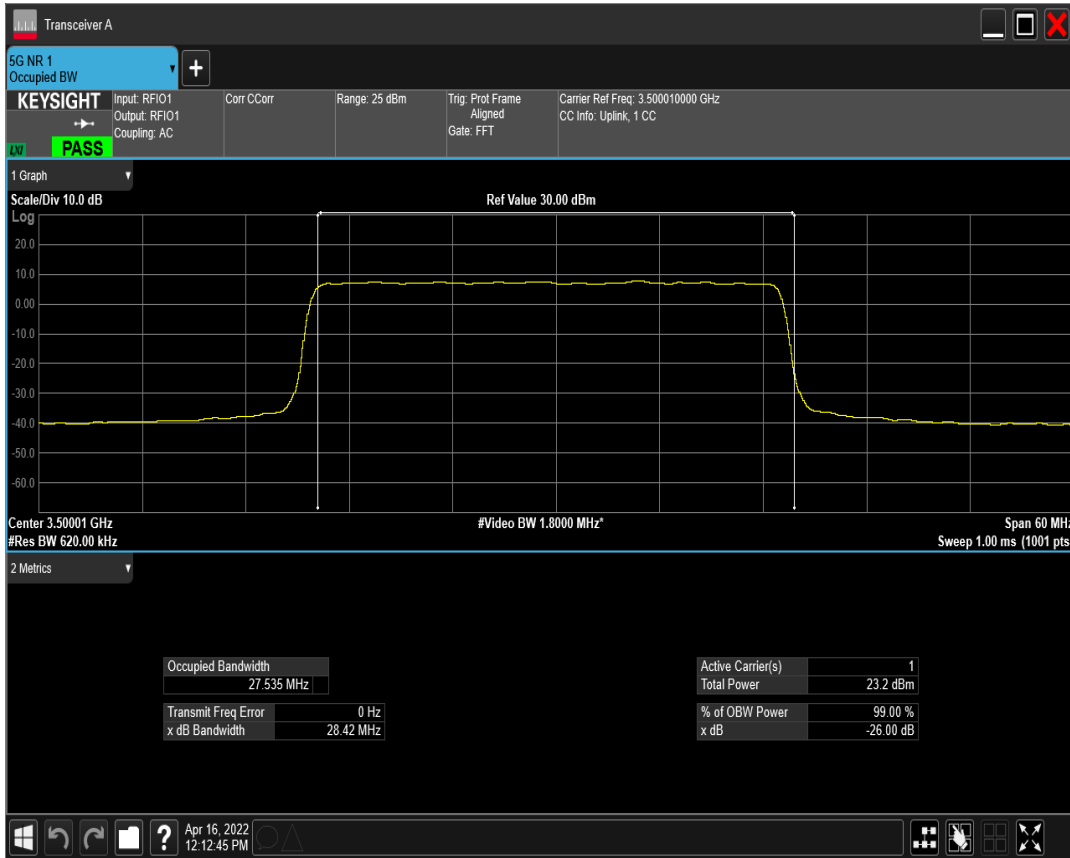 Transceiver A
5G NR 1
Occupied BW
KEYSIGHT
LXI
PASS
Input: RFIO1
Output: RFIO1
Coupling: AC
Corr CCorr
Range: 25 dBm
Trig: Prot Frame
Aligned
Gate: FFT
Carrier Ref Freq: 3.500010000 GHz
CC Info: Uplink, 1 CC
1 Graph
Scale/Div 10.0 dB
Ref Value 30.00 dBm
Log
20.0
10.0
0.00
-10.0
-20.0
-30.0
-40.0
-50.0
-60.0
Center 3.50001 GHz
#Video BW 1.8000 MHz*
Span 60 MHz
#Res BW 620.00 kHz
Sweep 1.00 ms (1001 pts
2 Metrics
Occupied Bandwidth
27.535 MHz
Transmit Freq Error 0 Hz
x dB Bandwidth 28.42 MHz
Active Carrier(s) 1
Total Power 23.2 dBm
% of OBW Power 99.00 %
x dB -26.00 dB
Apr 16, 2022
12:12:45 PM